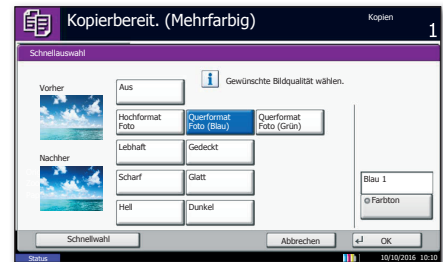 Kopierbereit. (Mehrfarbig)
Kopien
1
Schnellauswahl
Vorher
Aus
i
Gewünschte Bildqualität wählen.
Hochformat
Foto
Querformat
Foto (Blau)
Querformat
Foto (Grün)
Nachher
Lebhaft
Gedeckt
Scharf
Glatt
Hell
Dunkel
Blau 1
Farbton
Schnellwahl
Abbrechen
OK
Status
10/10/2016 10:10